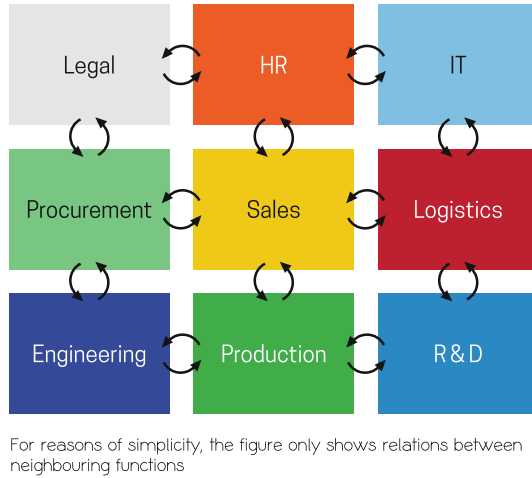 Legal
HR
IT
Procurement
Sales
Logistics
Engineering
Production
R & D
For reasons of simplicity, the figure only shows relations between
neighbouring functions